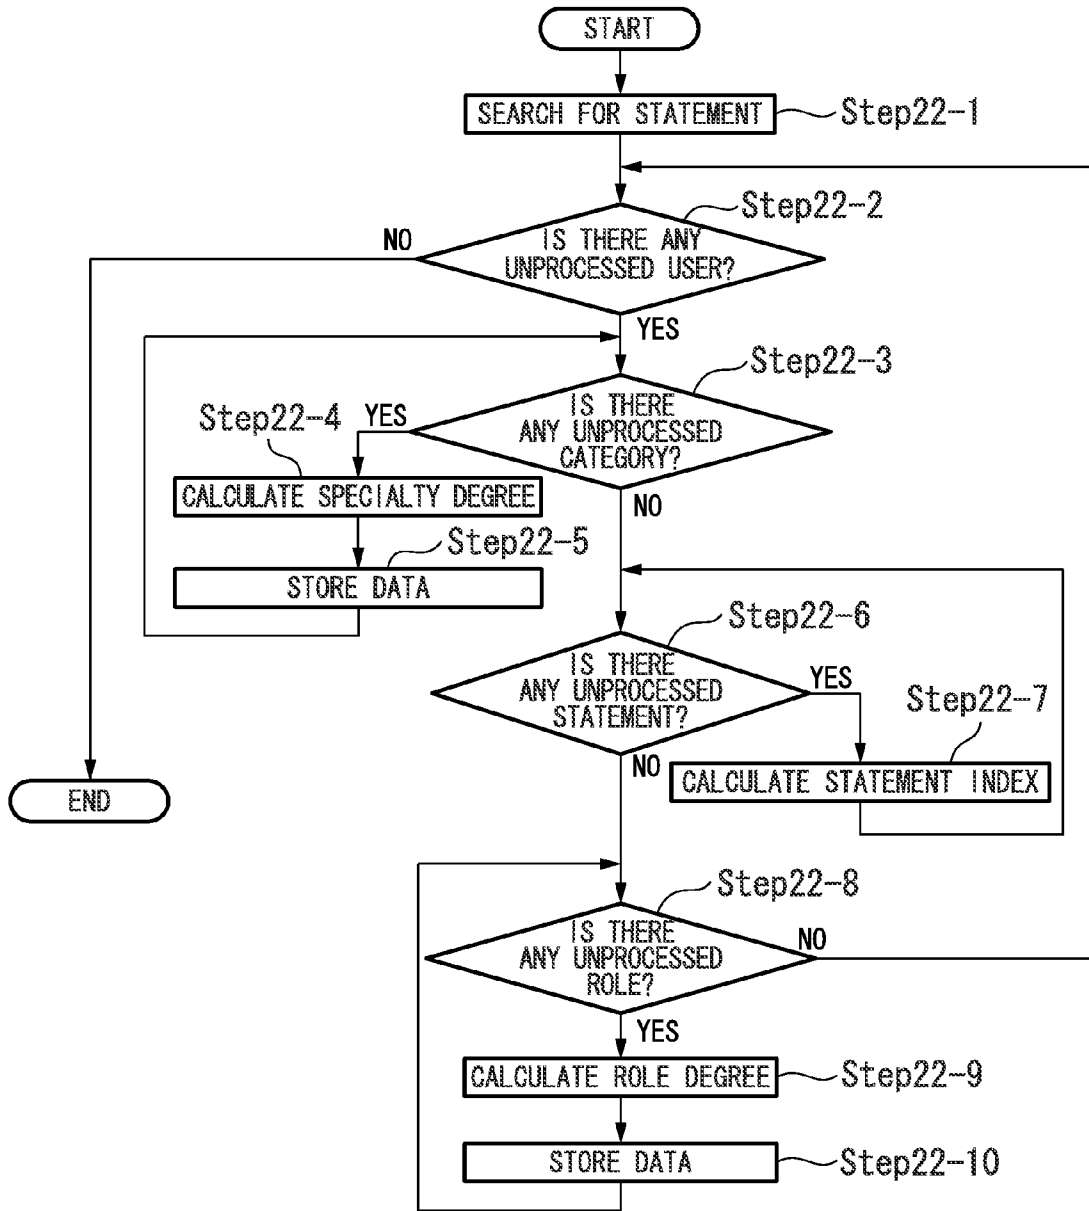 START
SEARCH FOR STATEMENT
Step22-1
Step22-2
NO
IS THERE ANY
UNPROCESSED USER?
YES
Step22-3
Step22-4
YES
IS THERE
ANY UNPROCESSED
CATEGORY?
CALCULATE SPECIALTY DEGREE
NO
Step22-5
STORE DATA
Step22-6
IS THERE
ANY UNPROCESSED
STATEMENT?
YES
Step22-7
NO
CALCULATE STATEMENT INDEX
END
Step22-8
IS THERE
ANY UNPROCESSED
ROLE?
NO
YES
CALCULATE ROLE DEGREE
Step22-9
STORE DATA
Step22-10